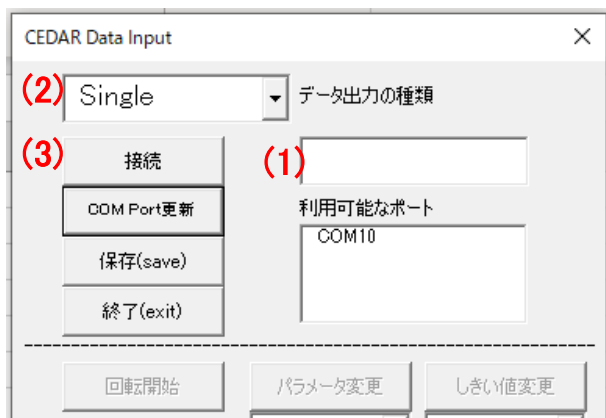 CEDAR Data Input
(2) Single データ出力の種類
(3) 接続 (1)
COM Port更新 利用可能なポート
COM10
保存(save)
終了(exit)
回転開始 パラメータ変更 しきい値変更